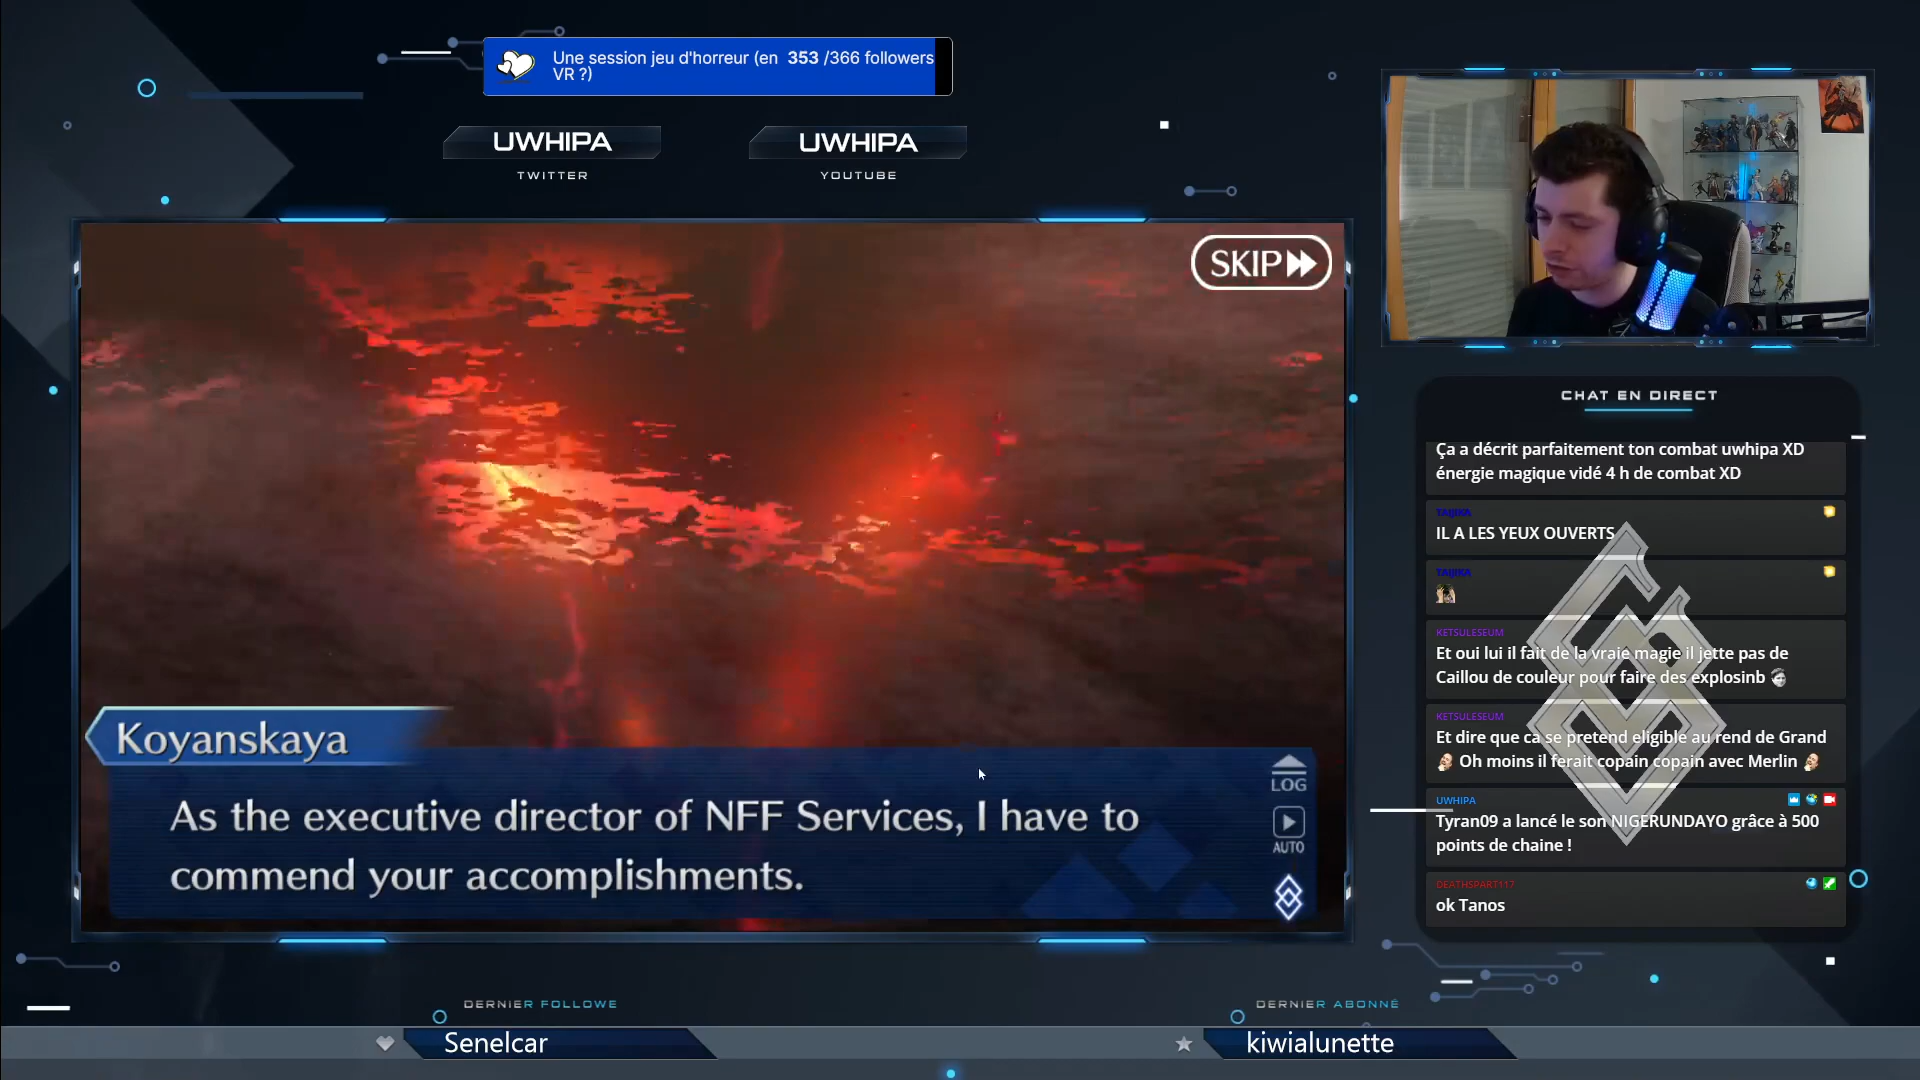 Une session jeu d'horreur (en 353 /366 followers
VR ?)
UWHIPA
TWITTER
UWHIPA
YOUTUBE
SKIP
Koyanskaya
As the executive director of NFF Services, I have to
commend your accomplishments.
LOG
AUTO
CHAT EN DIRECT
Ça a décrit parfaitement ton combat uwhipa XD
énergie magique vidé 4 h de combat XD
TAIJIKA
IL A LES YEUX OUVERTS
TAIJIKA
KETSULESEUM
Et oui lui il fait de la vraie magie il jette pas de
Caillou de couleur pour faire des explosinb
KETSULESEUM
Et dire que ca se pretend eligible au rend de Grand
Oh moins il ferait copain copain avec Merlin
UWHIPA
Tyran09 a lancé le son NIGERUNDAYO grâce à 500
points de chaine !
DEATHSPART117
ok Tanos
DERNIER FOLLOWE
Senelcar
DERNIER ABONNÉ
kiwialunette